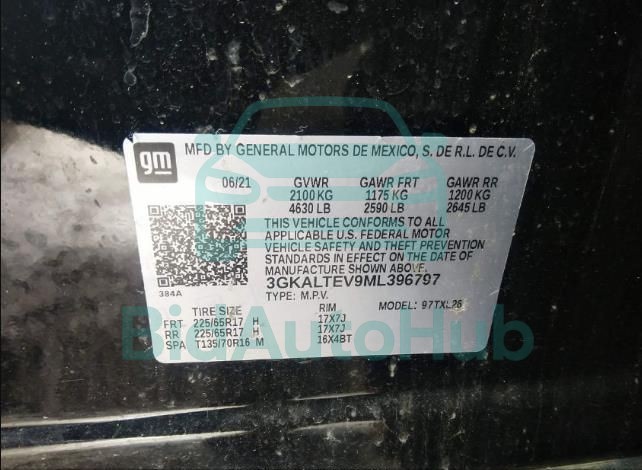 gm
MFD BY GENERAL MOTORS DE MEXICO, S. DE R.L. DE C.V.
06/21 GVWR GAWR FRT GAWR RR
2100 KG 1175 KG 1200 KG
4630 LB 2590 LB 2645 LB
THIS VEHICLE CONFORMS TO ALL
APPLICABLE U.S. FEDERAL MOTOR
VEHICLE SAFETY AND THEFT PREVENTION
STANDARDS IN EFFECT ON THE DATE OF
MANUFACTURE SHOWN ABOVE.
3GKALTEV9ML396797
384A TYPE: M.P.V. MODEL: 97TXL26
TIRE SIZE RIM
FRT 225/65R17 H 17X7J
RR 225/65R17 H 17X7J
SPA T135/70R16 M 16X4BT
BidAutoHub